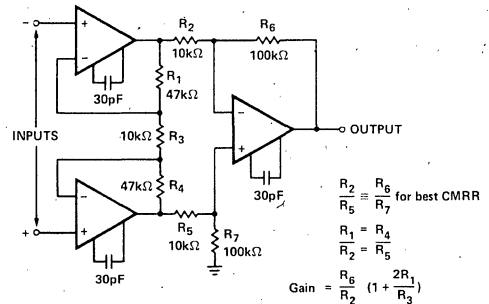 R2
10kΩ
R6
100kΩ
−
+
−
30pF
R1
47kΩ
INPUTS
10kΩ R3
−
+
OUTPUT
30pF
47kΩ R4
−
+
+
30pF
R5
10kΩ
R7
100kΩ
R2/R5 ≡ R6/R7 for best CMRR
R1/R2 = R4/R5
Gain = R6/R2 (1 + 2R1/R3)